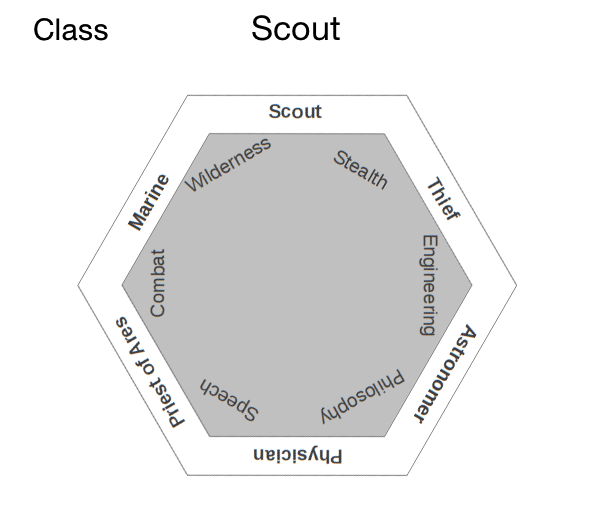 Class
Scout
Scout
Wilderness
Stealth
Marine
Thief
Combat
Engineering
Priest of Ares
Astronomer
Speech
Philosophy
Physician